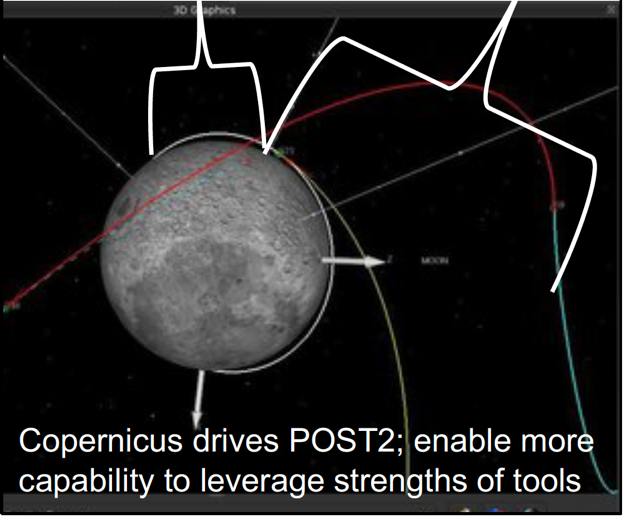 3D Graphics
Z
MOON
Copernicus drives POST2; enable more
capability to leverage strengths of tools